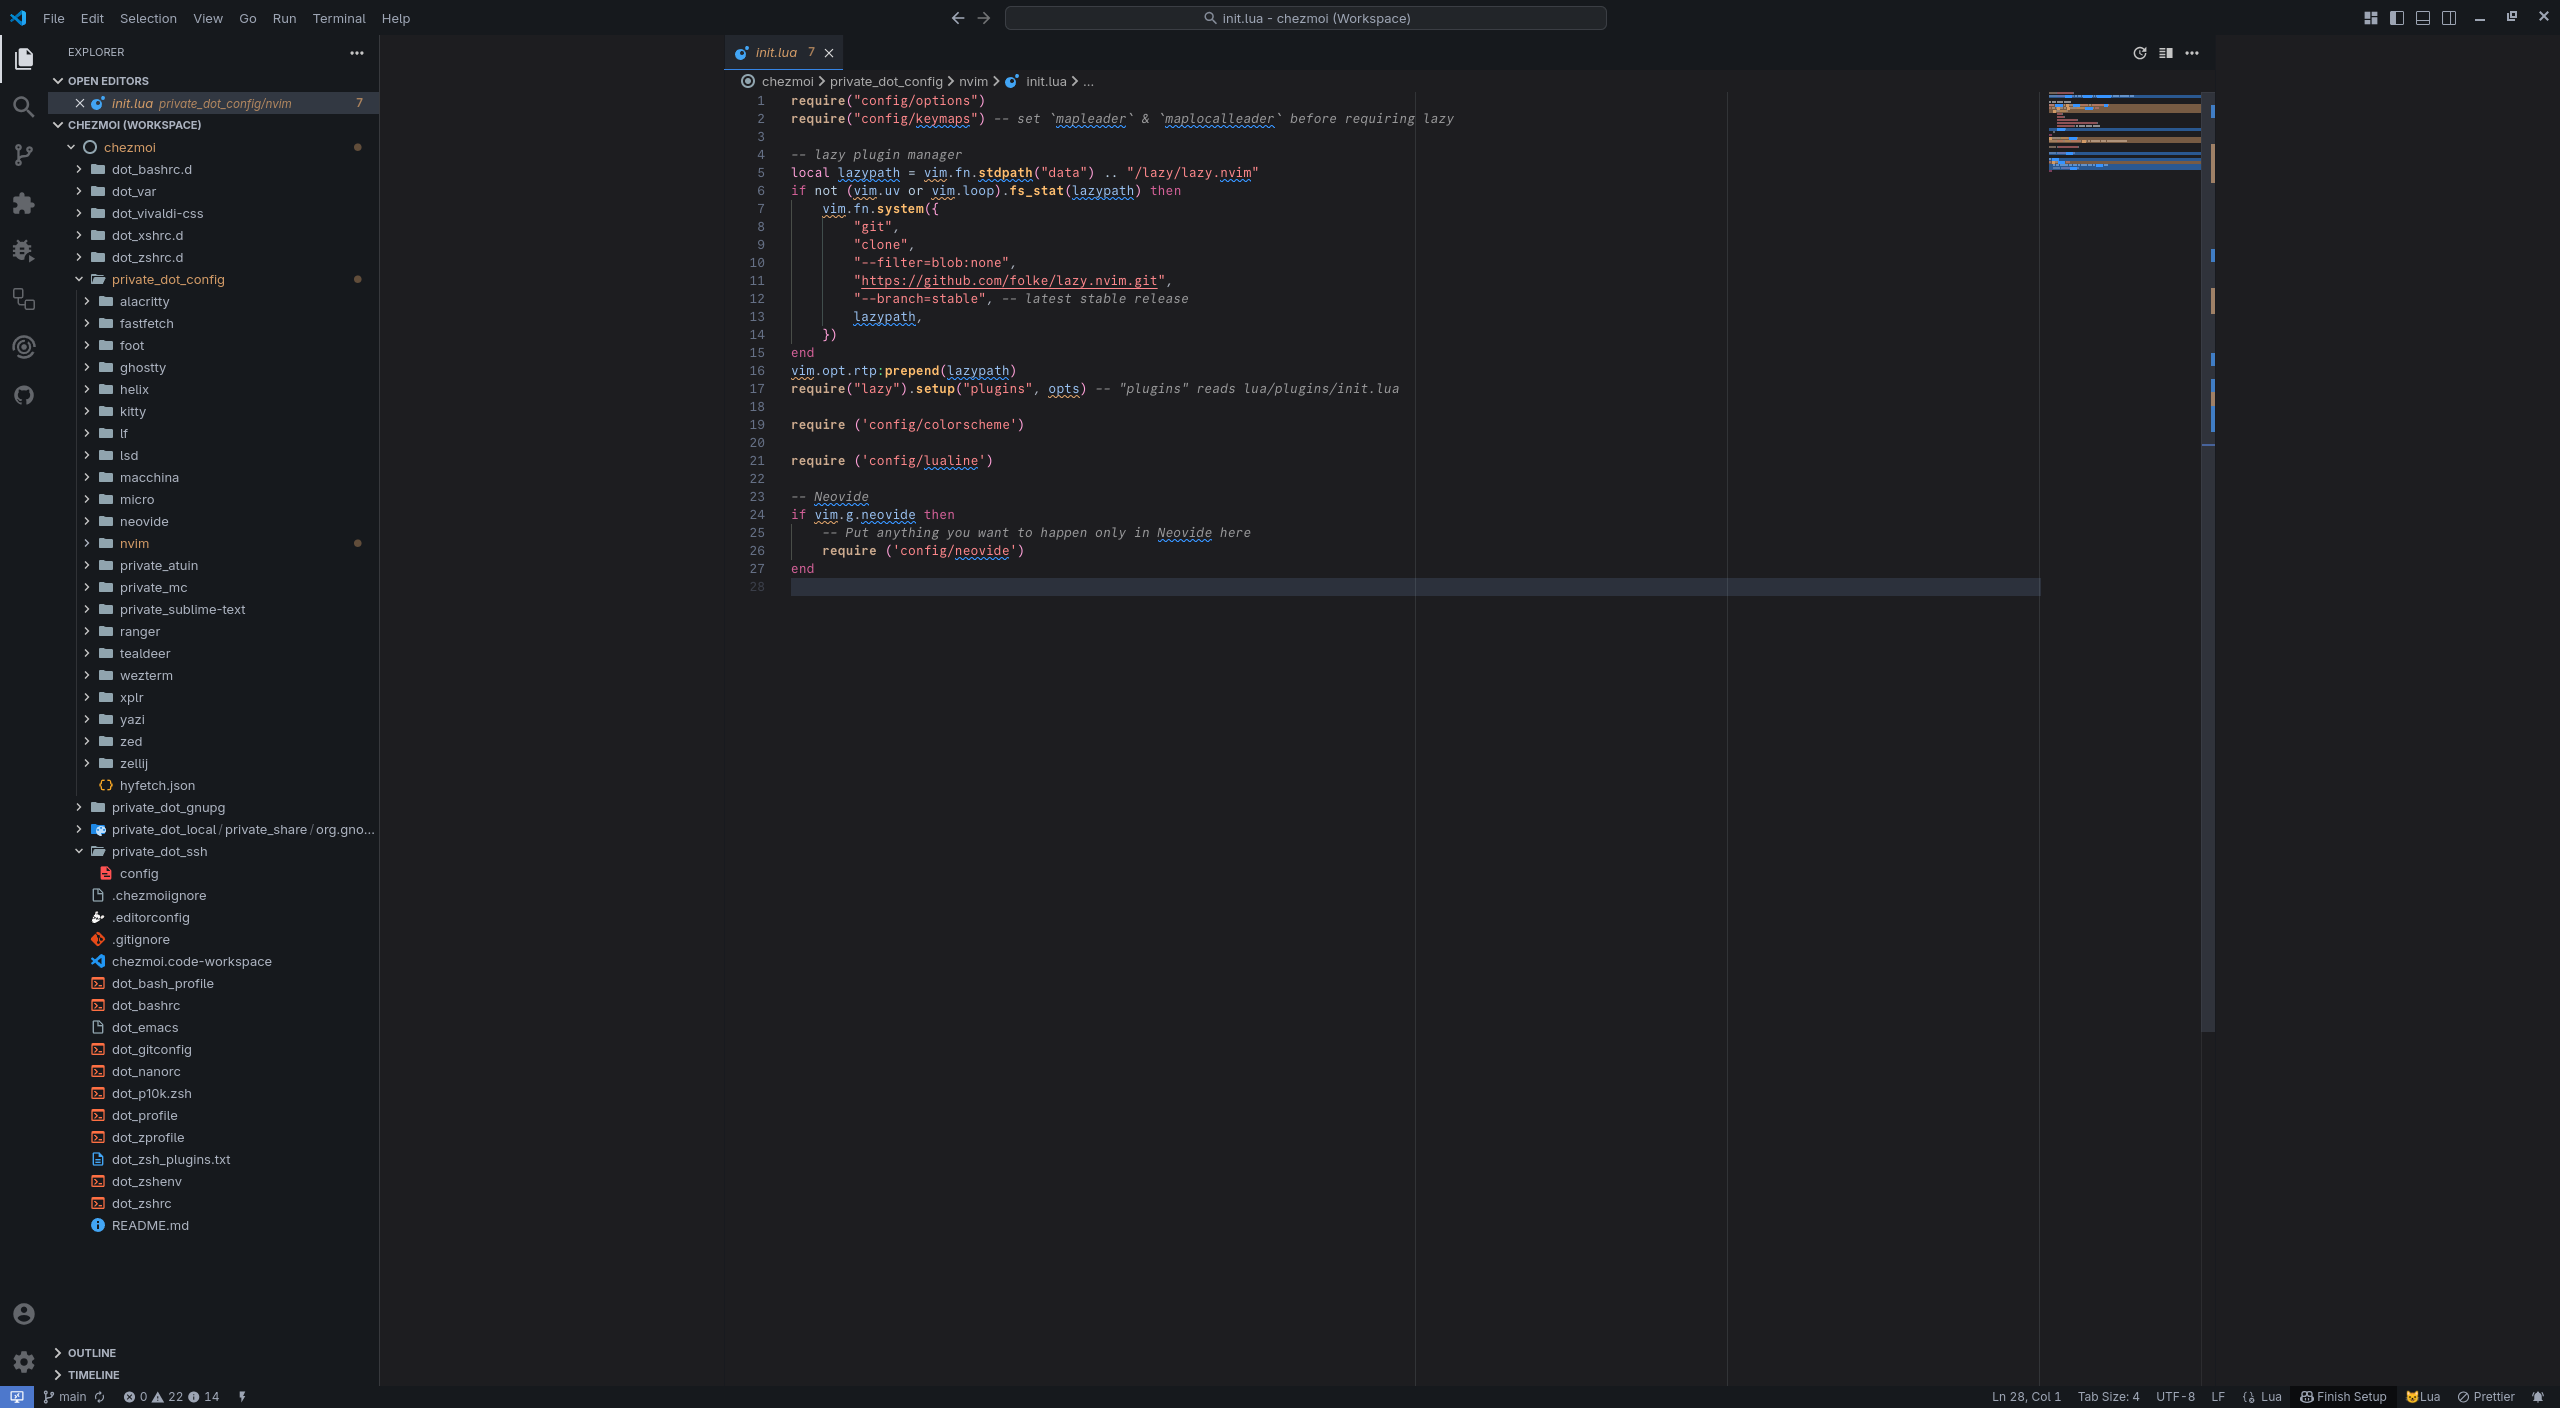 File Edit Selection View Go Run Terminal Help
init.lua - chezmoi (Workspace)
EXPLORER
OPEN EDITORS
init.lua private_dot_config/nvim 7
CHEZMOI (WORKSPACE)
chezmoi
dot_bashrc.d
dot_var
dot_vivaldi-css
dot_xshrc.d
dot_zshrc.d
private_dot_config
alacritty
fastfetch
foot
ghostty
helix
kitty
lf
lsd
macchina
micro
neovide
nvim
private_atuin
private_mc
private_sublime-text
ranger
tealdeer
wezterm
xplr
yazi
zed
zellij
hyfetch.json
private_dot_gnupg
private_dot_local / private_share / org.gno...
private_dot_ssh
config
.chezmoiignore
.editorconfig
.gitignore
chezmoi.code-workspace
dot_bash_profile
dot_bashrc
dot_emacs
dot_gitconfig
dot_nanorc
dot_p10k.zsh
dot_profile
dot_zprofile
dot_zsh_plugins.txt
dot_zshenv
dot_zshrc
README.md
OUTLINE
TIMELINE
init.lua 7
chezmoi > private_dot_config > nvim > init.lua > ...
1 require("config/options")
2 require("config/keymaps") -- set `mapleader` & `maplocalleader` before requiring lazy
3
4 -- lazy plugin manager
5 local lazypath = vim.fn.stdpath("data") .. "/lazy/lazy.nvim"
6 if not (vim.uv or vim.loop).fs_stat(lazypath) then
7 vim.fn.system({
8 "git",
9 "clone",
10 "--filter=blob:none",
11 "https://github.com/folke/lazy.nvim.git",
12 "--branch=stable", -- latest stable release
13 lazypath,
14 })
15 end
16 vim.opt.rtp:prepend(lazypath)
17 require("lazy").setup("plugins", opts) -- "plugins" reads lua/plugins/init.lua
18
19 require ('config/colorscheme')
20
21 require ('config/lualine')
22
23 -- Neovide
24 if vim.g.neovide then
25 -- Put anything you want to happen only in Neovide here
26 require ('config/neovide')
27 end
28
main 0 22 14
Ln 28, Col 1 Tab Size: 4 UTF-8 LF Lua Finish Setup 😺Lua Prettier